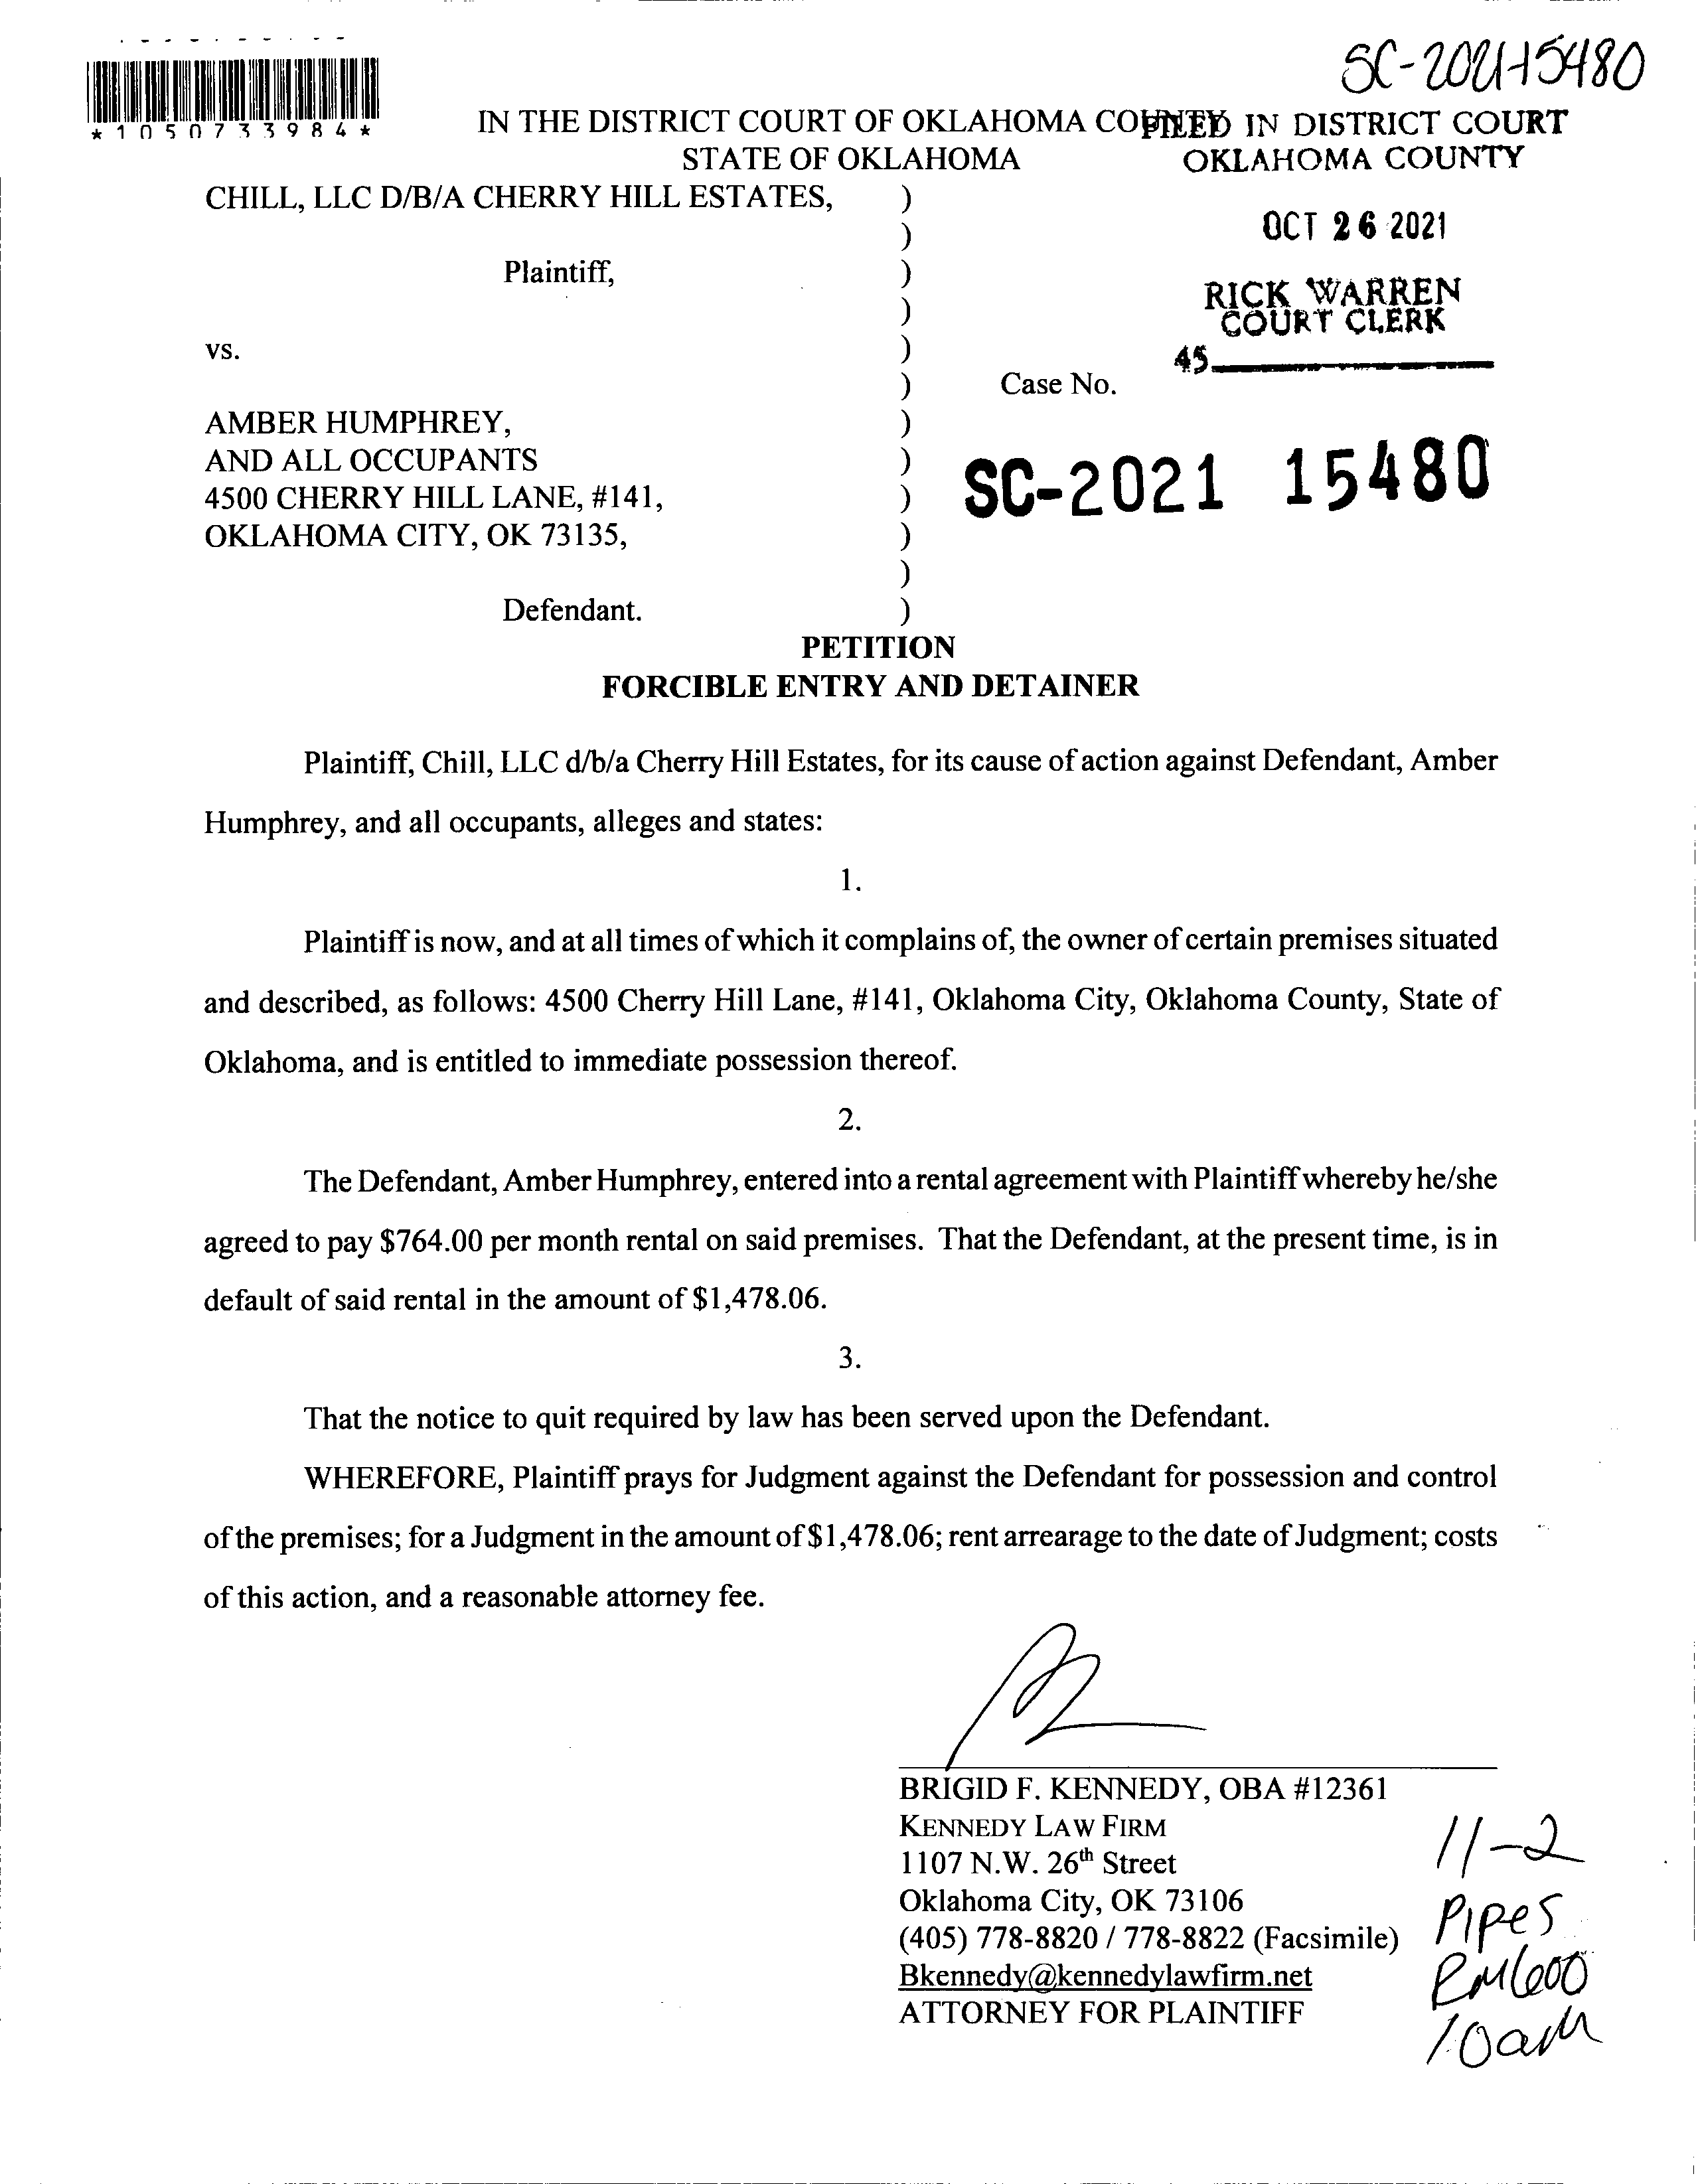 SC-2021-15480
*1050733984*
IN THE DISTRICT COURT OF OKLAHOMA COUNTY
STATE OF OKLAHOMA
FILED IN DISTRICT COURT
OKLAHOMA COUNTY
OCT 26 2021
RICK WARREN
COURT CLERK
45
CHILL, LLC D/B/A CHERRY HILL ESTATES, )
)
Plaintiff, )
)
vs. )
) Case No.
AMBER HUMPHREY, )
AND ALL OCCUPANTS )
4500 CHERRY HILL LANE, #141, )
OKLAHOMA CITY, OK 73135, )
)
Defendant. )
SC-2021 15480
PETITION
FORCIBLE ENTRY AND DETAINER
Plaintiff, Chill, LLC d/b/a Cherry Hill Estates, for its cause of action against Defendant, Amber
Humphrey, and all occupants, alleges and states:
1.
Plaintiff is now, and at all times of which it complains of, the owner of certain premises situated
and described, as follows: 4500 Cherry Hill Lane, #141, Oklahoma City, Oklahoma County, State of
Oklahoma, and is entitled to immediate possession thereof.
2.
The Defendant, Amber Humphrey, entered into a rental agreement with Plaintiff whereby he/she
agreed to pay $764.00 per month rental on said premises. That the Defendant, at the present time, is in
default of said rental in the amount of $1,478.06.
3.
That the notice to quit required by law has been served upon the Defendant.
WHEREFORE, Plaintiff prays for Judgment against the Defendant for possession and control
of the premises; for a Judgment in the amount of $1,478.06; rent arrearage to the date of Judgment; costs
of this action, and a reasonable attorney fee.
BRIGID F. KENNEDY, OBA #12361
KENNEDY LAW FIRM
1107 N.W. 26th Street
Oklahoma City, OK 73106
(405) 778-8820 / 778-8822 (Facsimile)
Bkennedy@kennedylawfirm.net
ATTORNEY FOR PLAINTIFF
11-2
Pipes
RM600
10am